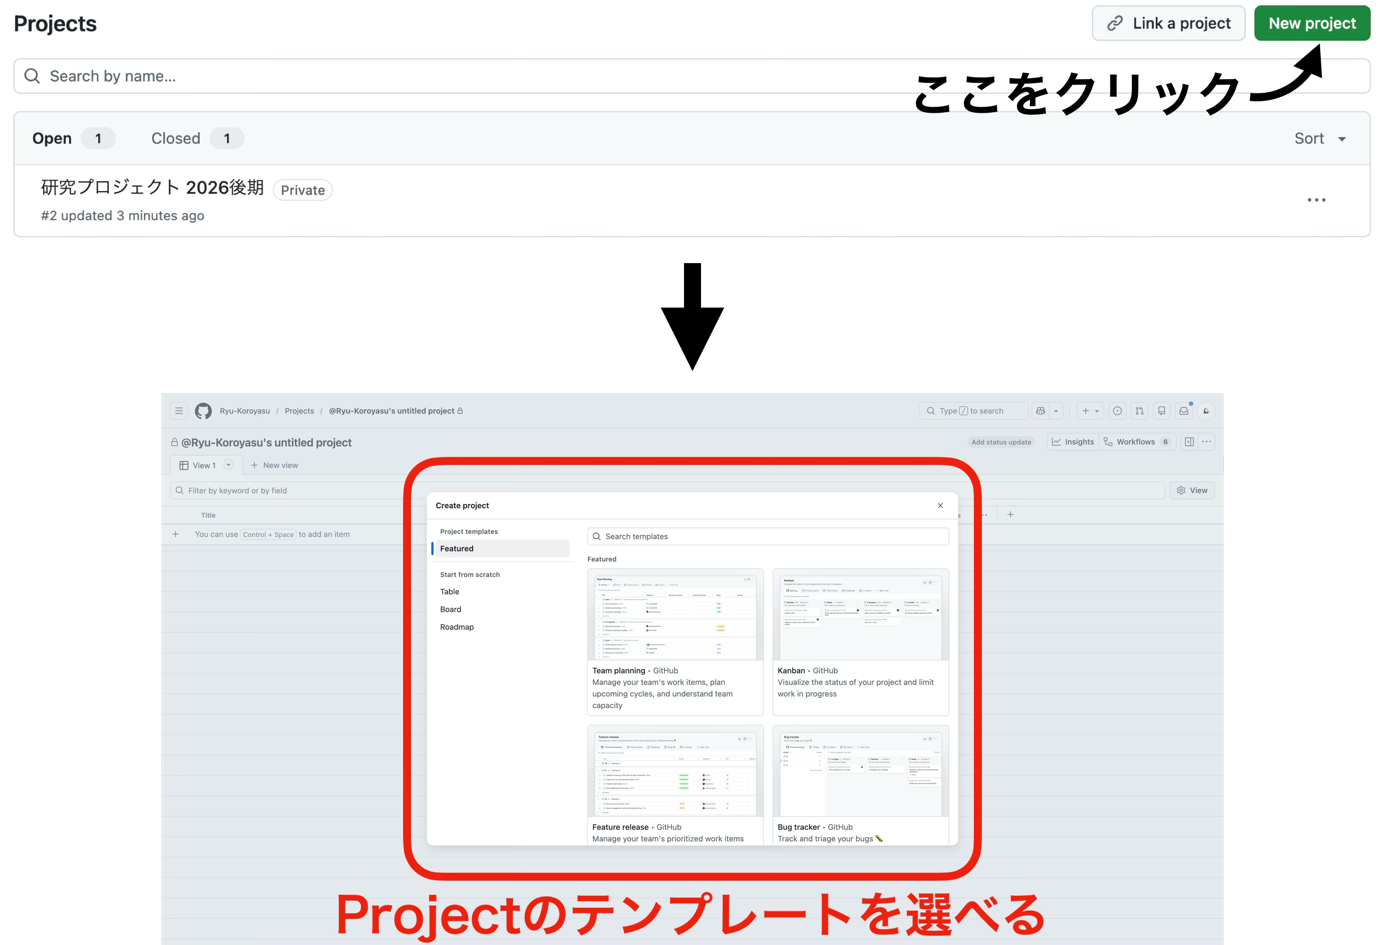 Projects
Link a project
New project
Search by name...
ここをクリック
Open 1
Closed 1
Sort
研究プロジェクト 2026後期 Private
#2 updated 3 minutes ago
Ryu-Koroyasu / Projects / @Ryu-Koroyasu's untitled project
Type / to search
@Ryu-Koroyasu's untitled project
Add status update
Insights
Workflows 6
View 1
New view
Filter by keyword or by field
View
Title
You can use Control + Space to add an item
Create project
Project templates
Featured
Start from scratch
Table
Board
Roadmap
Search templates
Featured
Team planning • GitHub
Manage your team's work items, plan
upcoming cycles, and understand team
capacity
Kanban • GitHub
Visualize the status of your project and limit
work in progress
Feature release • GitHub
Manage your team's prioritized work items
Bug tracker • GitHub
Track and triage your bugs 🐛
Projectのテンプレートを選べる